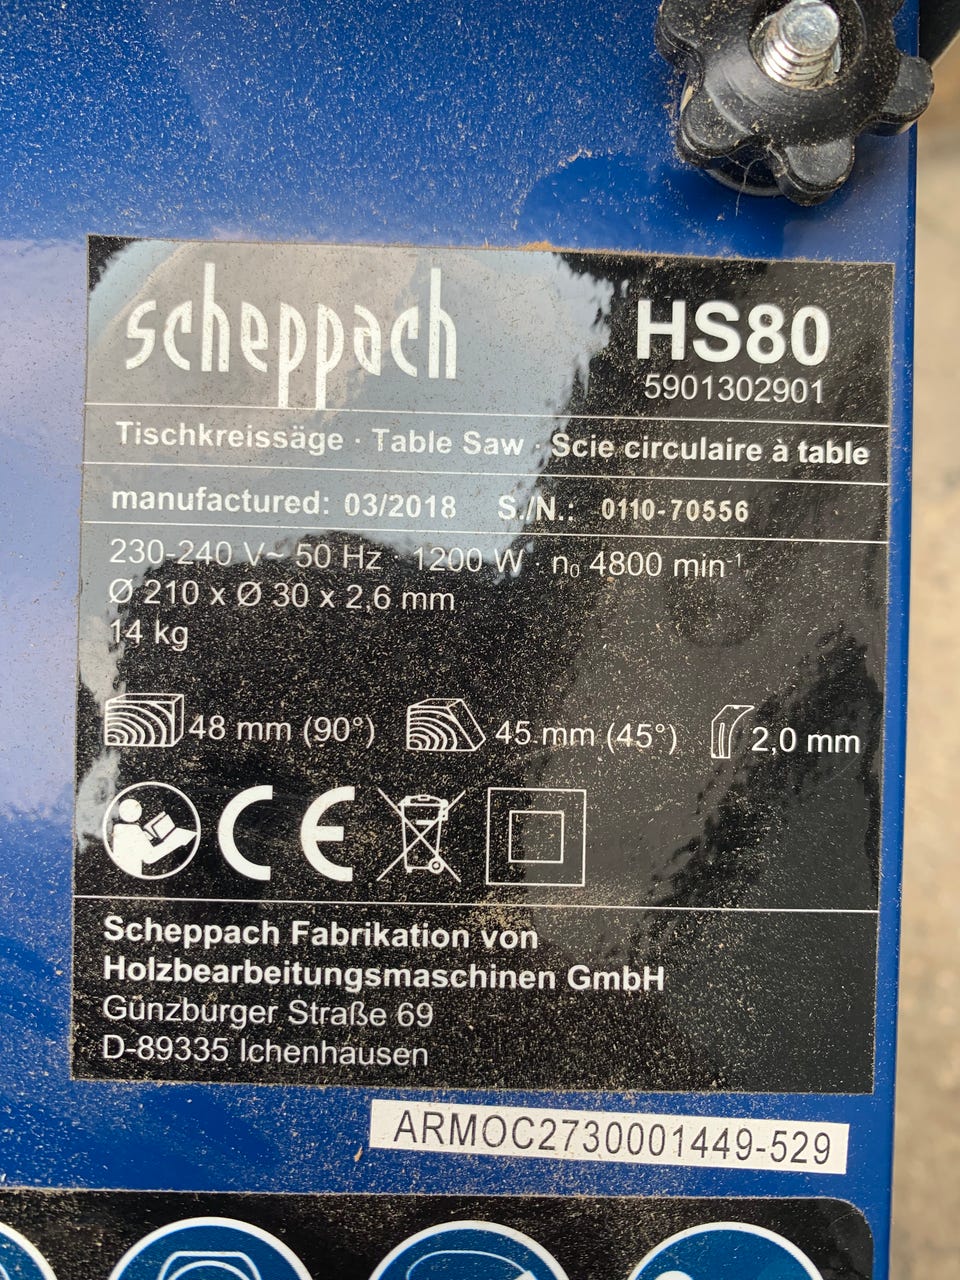 scheppach
HS80
5901302901
Tischkreissäge · Table Saw · Scie circulaire à table
manufactured: 03/2018 S./N.: 0110-70556
230-240 V~ 50 Hz 1200 W · n₀ 4800 min⁻¹
Ø 210 x Ø 30 x 2,6 mm
14 kg
48 mm (90°) 45 mm (45°) 2,0 mm
CE
Scheppach Fabrikation von
Holzbearbeitungsmaschinen GmbH
Günzburger Straße 69
D-89335 Ichenhausen
ARMOC2730001449-529